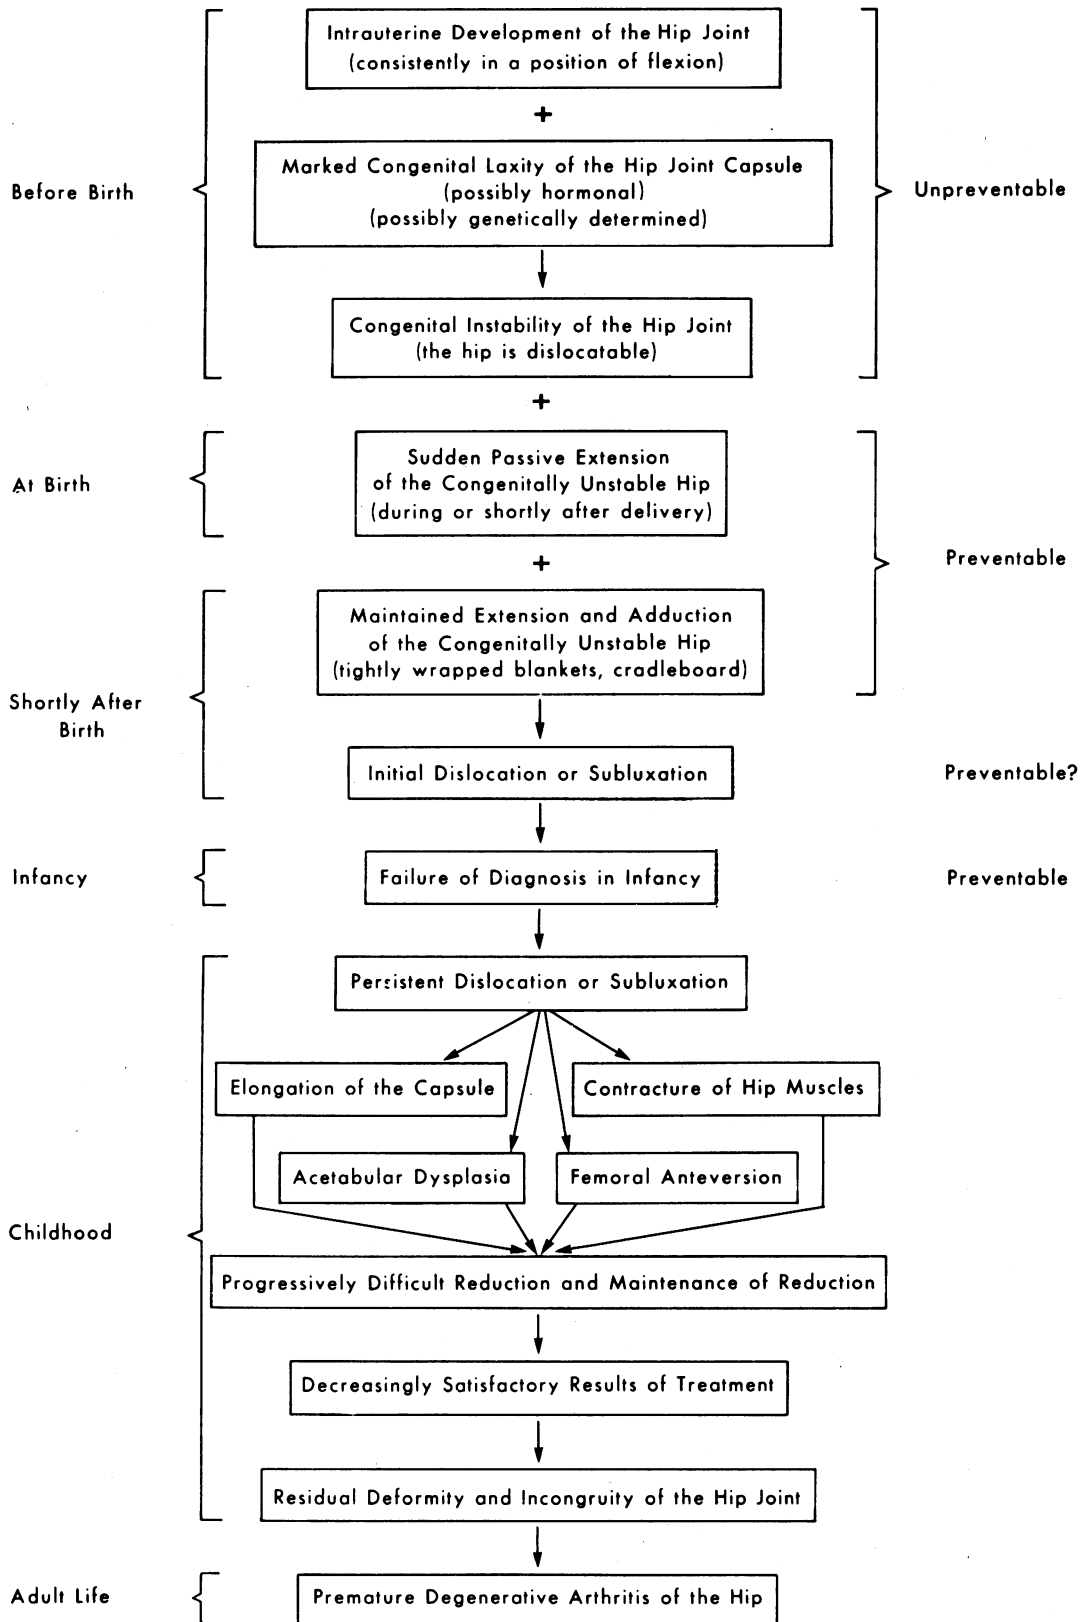 Intrauterine Development of the Hip Joint
(consistently in a position of flexion)
+
Before Birth
Marked Congenital Laxity of the Hip Joint Capsule
(possibly hormonal)
(possibly genetically determined)
Unpreventable
Congenital Instability of the Hip Joint
(the hip is dislocatable)
+
At Birth
Sudden Passive Extension
of the Congenitally Unstable Hip
(during or shortly after delivery)
+
Preventable
Shortly After
Birth
Maintained Extension and Adduction
of the Congenitally Unstable Hip
(tightly wrapped blankets, cradleboard)
Initial Dislocation or Subluxation
Preventable?
Infancy
Failure of Diagnosis in Infancy
Preventable
Childhood
Persistent Dislocation or Subluxation
Elongation of the Capsule
Contracture of Hip Muscles
Acetabular Dysplasia
Femoral Anteversion
Progressively Difficult Reduction and Maintenance of Reduction
Decreasingly Satisfactory Results of Treatment
Residual Deformity and Incongruity of the Hip Joint
Adult Life
Premature Degenerative Arthritis of the Hip